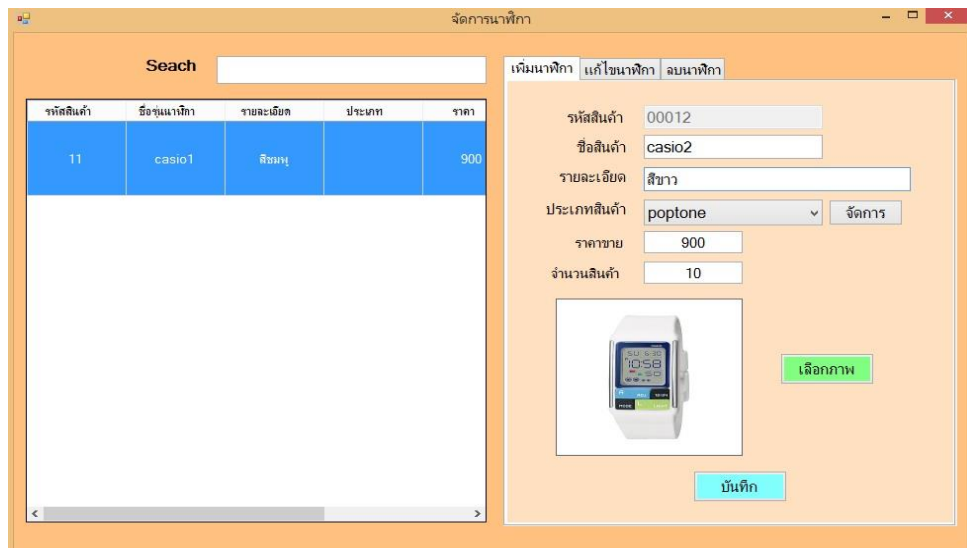 จัดการนาฬิกา
Seach
รหัสสินค้า ชื่อรุ่นนาฬิกา รายละเอียด ประเภท ราคา
11 casio1 สีชมพุ 900
เพิ่มนาฬิกา แก้ไขนาฬิกา ลบนาฬิกา
รหัสสินค้า 00012
ชื่อสินค้า casio2
รายละเอียด สีขาว
ประเภทสินค้า poptone จัดการ
ราคาขาย 900
จำนวนสินค้า 10
SU 6-30
10:58
50
MODE
เลือกภาพ
บันทึก